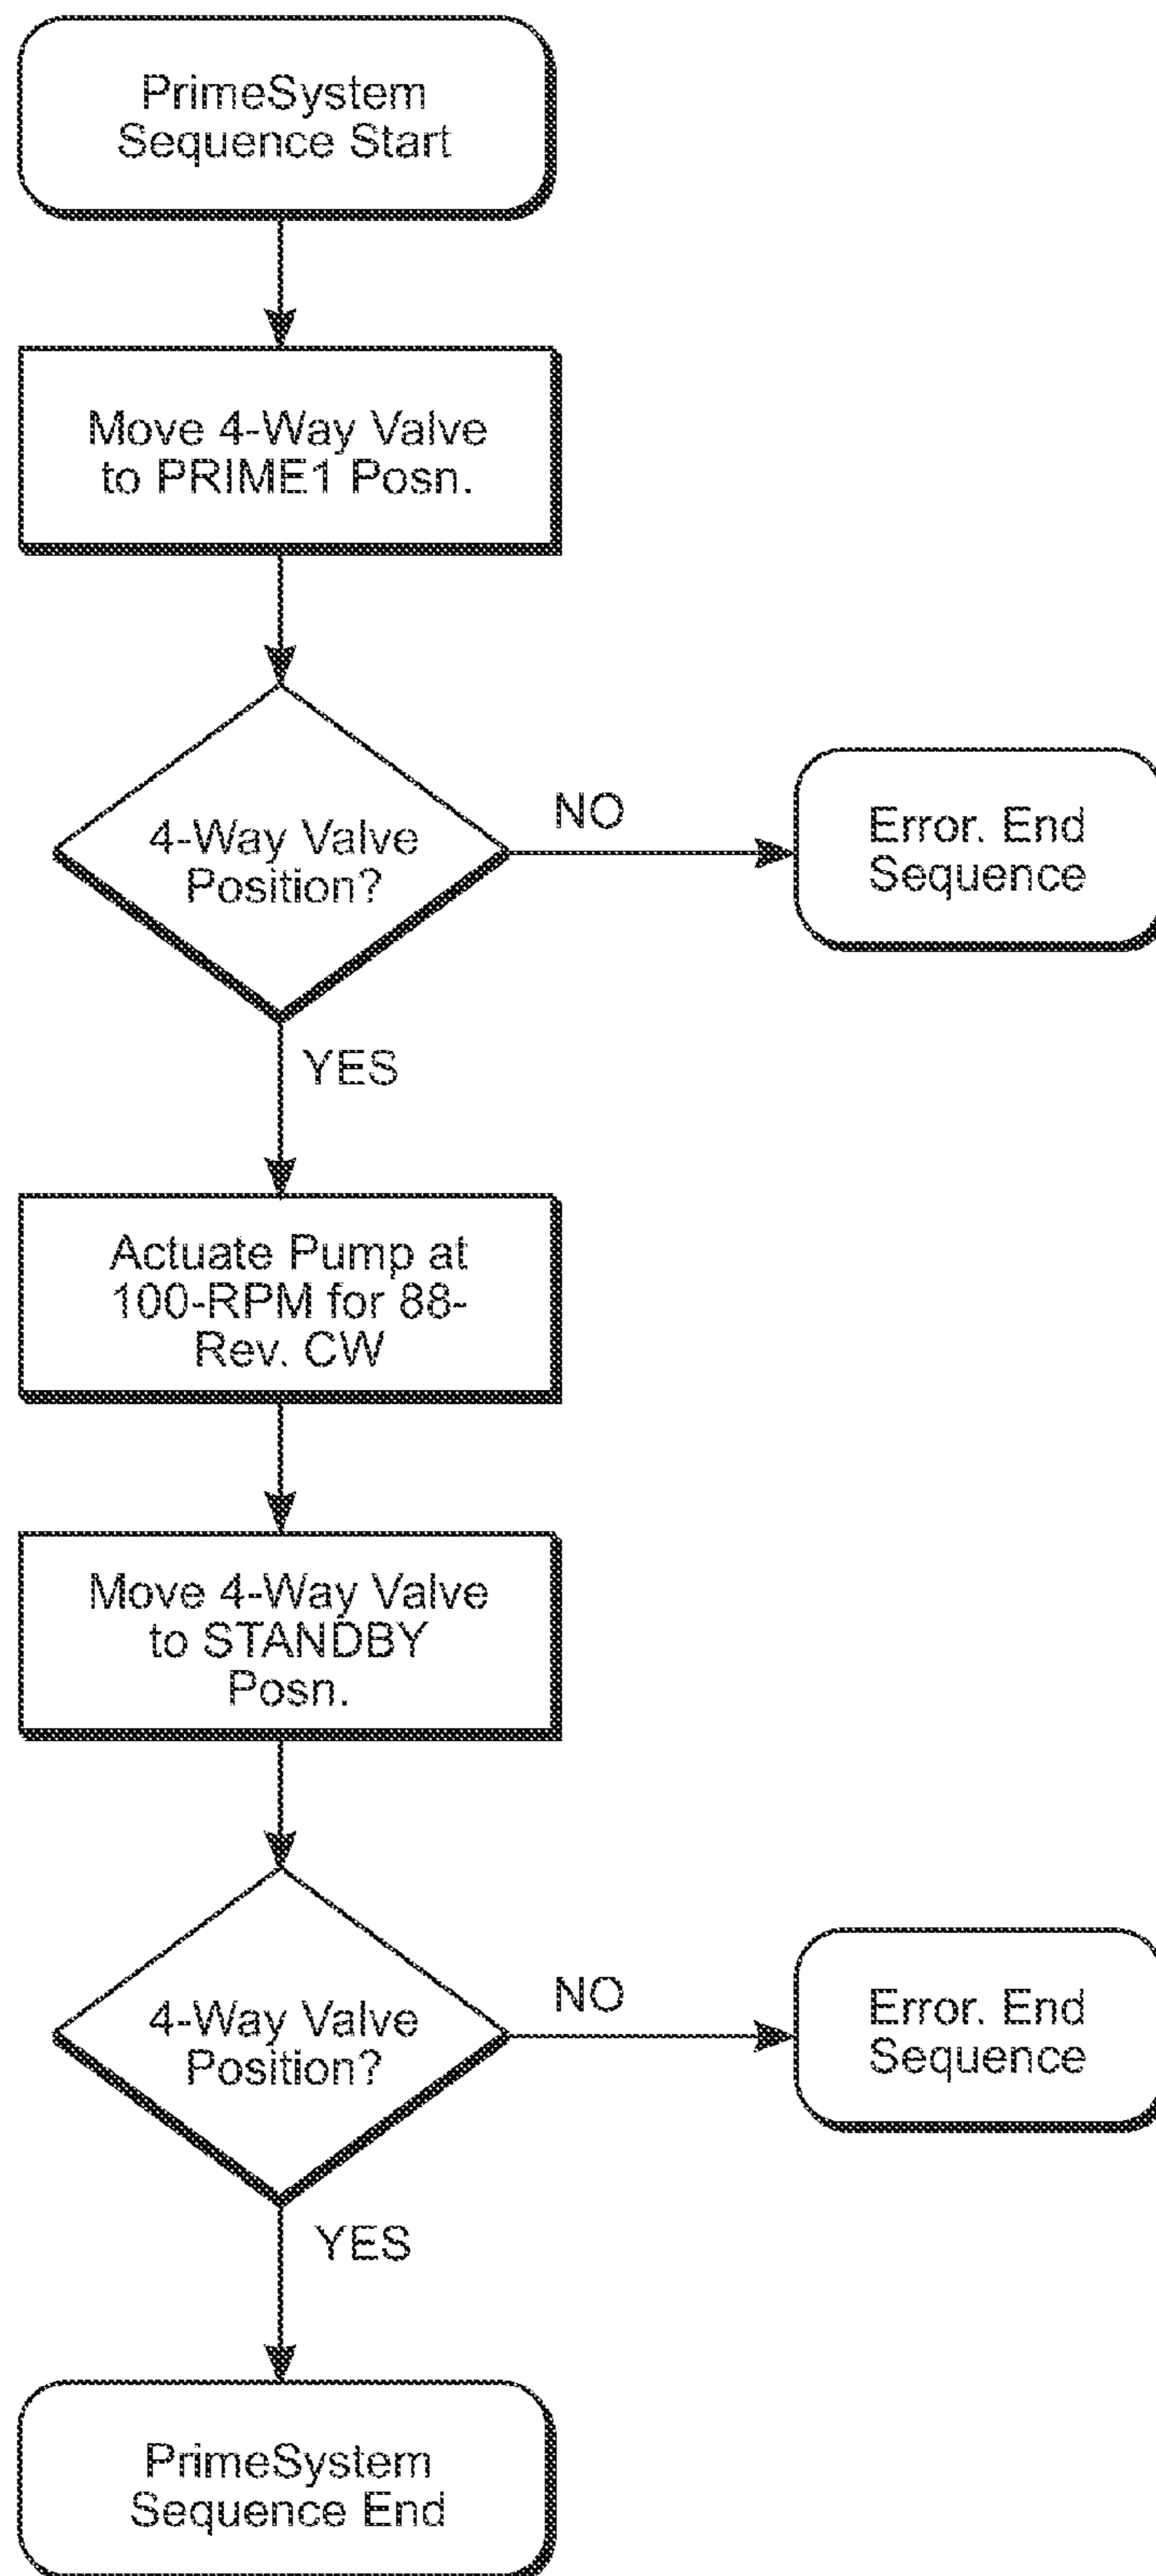 PrimeSystem
Sequence Start
Move 4-Way Valve
to PRIME1 Posn.
4-Way Valve
Position?
NO
Error. End
Sequence
YES
Actuate Pump at
100-RPM for 88-
Rev. CW
Move 4-Way Valve
to STANDBY
Posn.
4-Way Valve
Position?
NO
Error. End
Sequence
YES
PrimeSystem
Sequence End